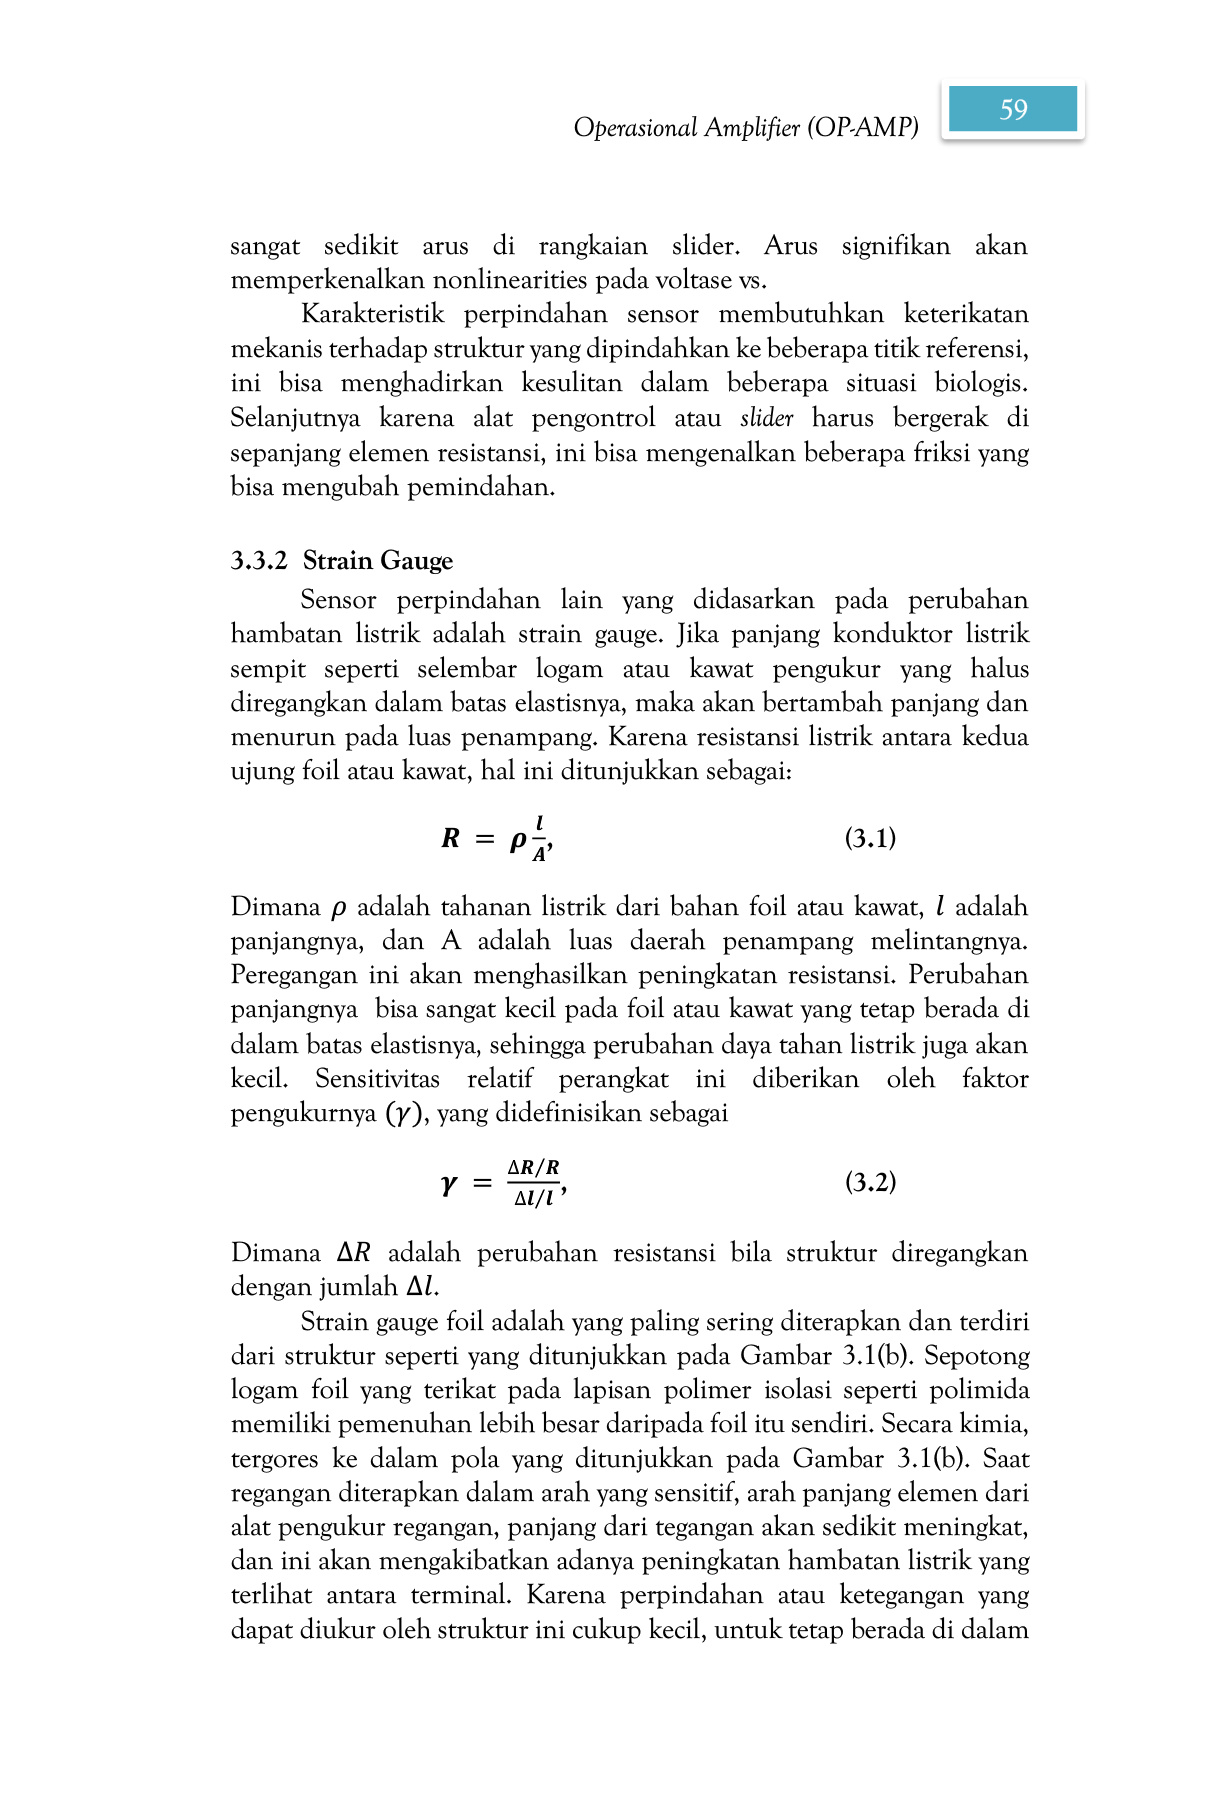 Operasional Amplifier (OP-AMP)
59
sangat sedikit arus di rangkaian slider. Arus signifikan akan
memperkenalkan nonlinearities pada voltase vs.
Karakteristik perpindahan sensor membutuhkan keterikatan
mekanis terhadap struktur yang dipindahkan ke beberapa titik referensi,
ini bisa menghadirkan kesulitan dalam beberapa situasi biologis.
Selanjutnya karena alat pengontrol atau slider harus bergerak di
sepanjang elemen resistansi, ini bisa mengenalkan beberapa friksi yang
bisa mengubah pemindahan.
3.3.2 Strain Gauge
Sensor perpindahan lain yang didasarkan pada perubahan
hambatan listrik adalah strain gauge. Jika panjang konduktor listrik
sempit seperti selembar logam atau kawat pengukur yang halus
diregangkan dalam batas elastisnya, maka akan bertambah panjang dan
menurun pada luas penampang. Karena resistansi listrik antara kedua
ujung foil atau kawat, hal ini ditunjukkan sebagai:
R = ρ l/A, (3.1)
Dimana ρ adalah tahanan listrik dari bahan foil atau kawat, l adalah
panjangnya, dan A adalah luas daerah penampang melintangnya.
Peregangan ini akan menghasilkan peningkatan resistansi. Perubahan
panjangnya bisa sangat kecil pada foil atau kawat yang tetap berada di
dalam batas elastisnya, sehingga perubahan daya tahan listrik juga akan
kecil. Sensitivitas relatif perangkat ini diberikan oleh faktor
pengukurnya (γ), yang didefinisikan sebagai
γ = ΔR/R / Δl/l, (3.2)
Dimana ΔR adalah perubahan resistansi bila struktur diregangkan
dengan jumlah Δl.
Strain gauge foil adalah yang paling sering diterapkan dan terdiri
dari struktur seperti yang ditunjukkan pada Gambar 3.1(b). Sepotong
logam foil yang terikat pada lapisan polimer isolasi seperti polimida
memiliki pemenuhan lebih besar daripada foil itu sendiri. Secara kimia,
tergores ke dalam pola yang ditunjukkan pada Gambar 3.1(b). Saat
regangan diterapkan dalam arah yang sensitif, arah panjang elemen dari
alat pengukur regangan, panjang dari tegangan akan sedikit meningkat,
dan ini akan mengakibatkan adanya peningkatan hambatan listrik yang
terlihat antara terminal. Karena perpindahan atau ketegangan yang
dapat diukur oleh struktur ini cukup kecil, untuk tetap berada di dalam